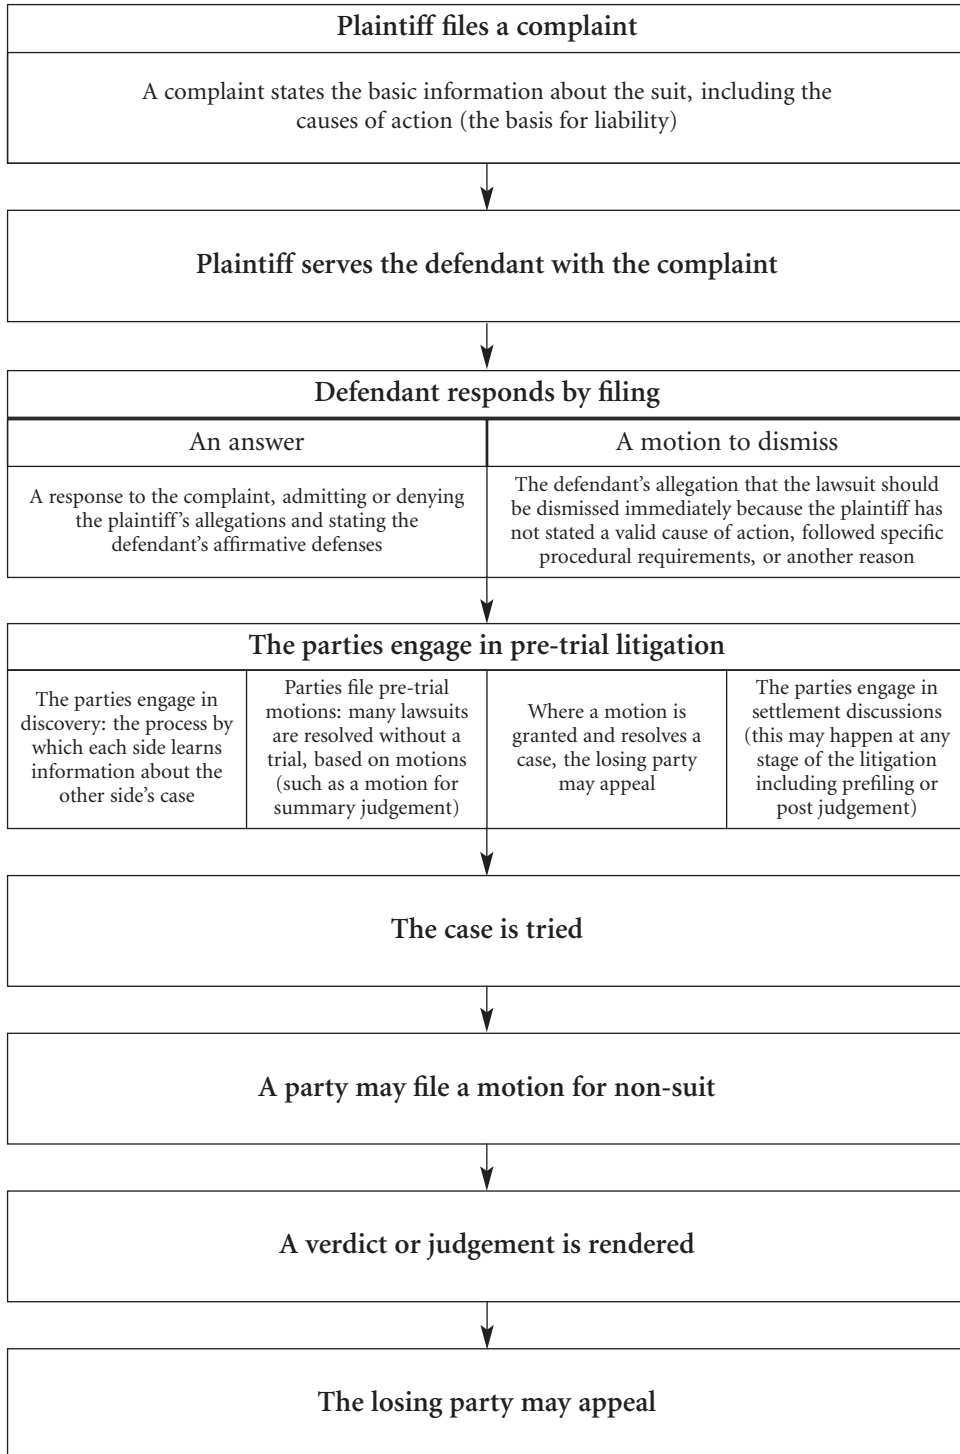 Plaintiff files a complaint
A complaint states the basic information about the suit, including the
causes of action (the basis for liability)
Plaintiff serves the defendant with the complaint
Defendant responds by filing
An answer
A response to the complaint, admitting or denying
the plaintiff’s allegations and stating the
defendant’s affirmative defenses
A motion to dismiss
The defendant’s allegation that the lawsuit should
be dismissed immediately because the plaintiff has
not stated a valid cause of action, followed specific
procedural requirements, or another reason
The parties engage in pre-trial litigation
The parties engage in
discovery: the process by
which each side learns
information about the
other side’s case
Parties file pre-trial
motions: many lawsuits
are resolved without a
trial, based on motions
(such as a motion for
summary judgement)
Where a motion is
granted and resolves a
case, the losing party
may appeal
The parties engage in
settlement discussions
(this may happen at any
stage of the litigation
including prefiling or
post judgement)
The case is tried
A party may file a motion for non-suit
A verdict or judgement is rendered
The losing party may appeal